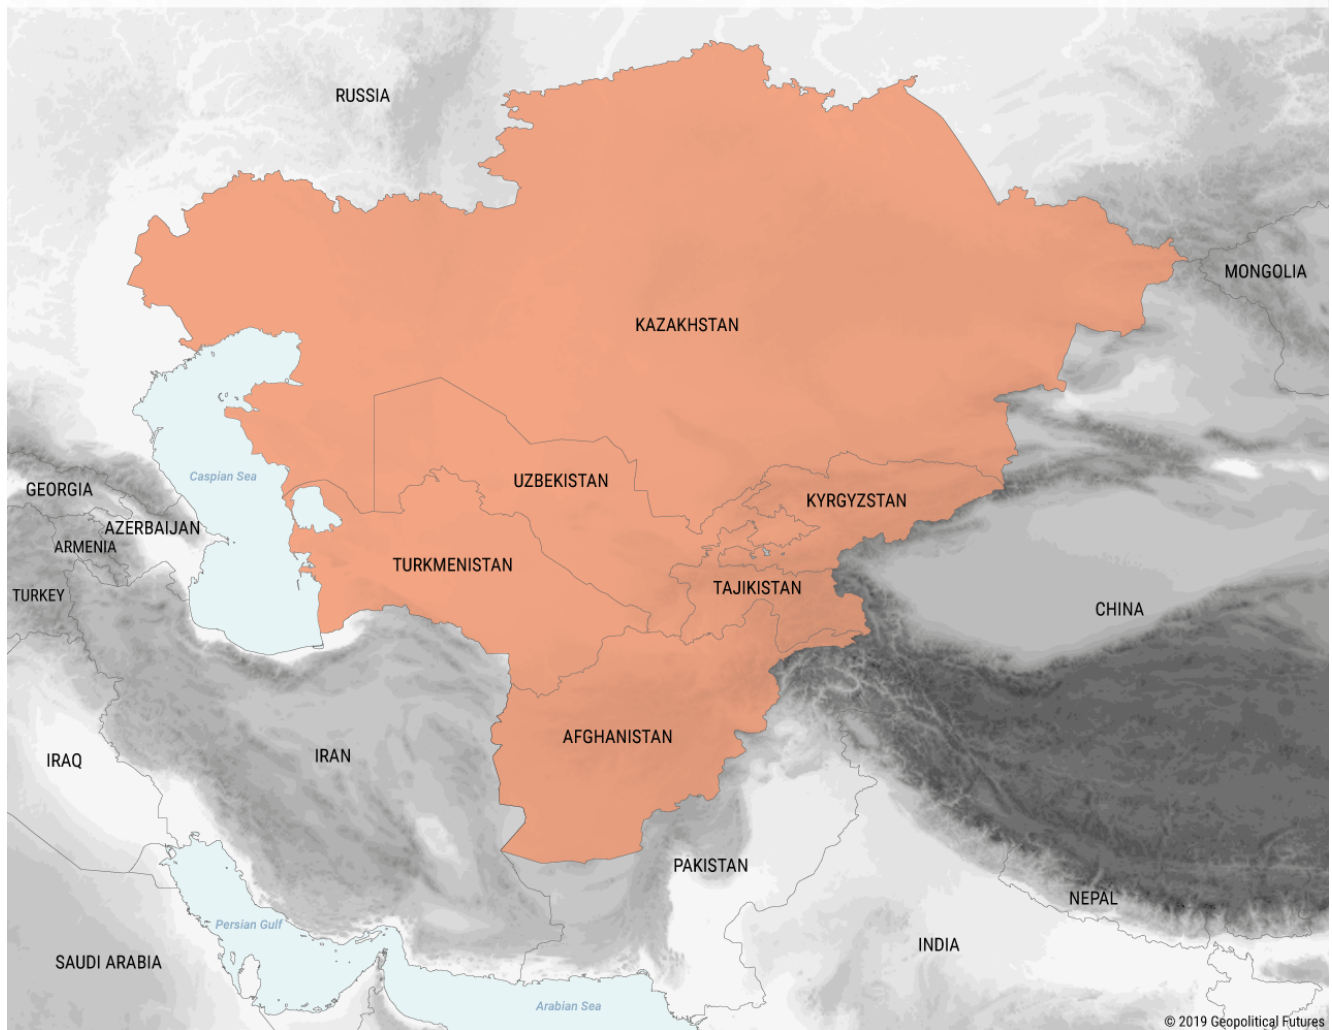 RUSSIA
MONGOLIA
KAZAKHSTAN
Caspian Sea
UZBEKISTAN
GEORGIA
KYRGYZSTAN
AZERBAIJAN
ARMENIA
TURKMENISTAN
TAJIKISTAN
TURKEY
CHINA
AFGHANISTAN
IRAN
IRAQ
PAKISTAN
NEPAL
Persian Gulf
INDIA
SAUDI ARABIA
Arabian Sea
© 2019 Geopolitical Futures